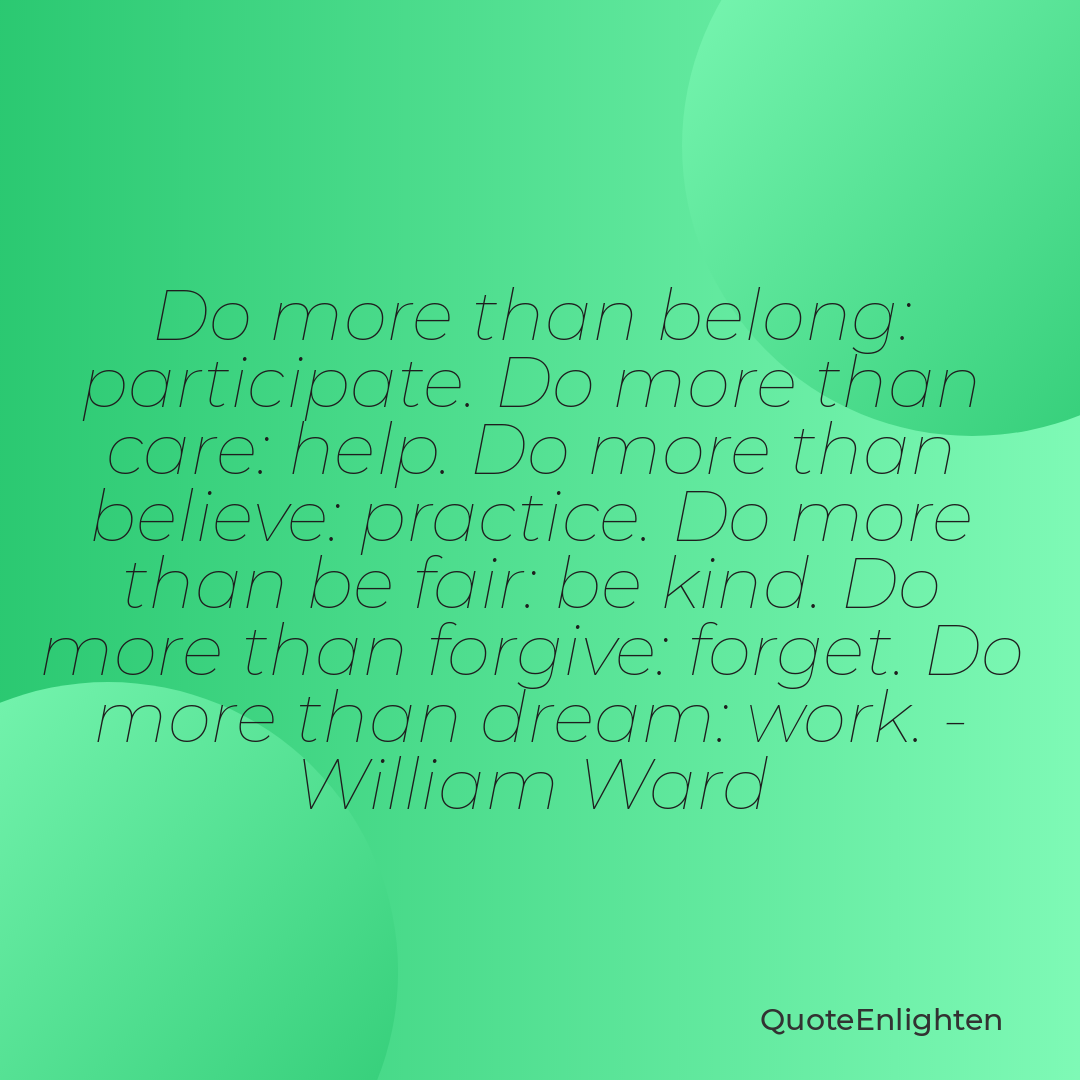 Do more than belong:
participate. Do more than
care: help. Do more than
believe: practice. Do more
than be fair: be kind. Do
more than forgive: forget. Do
more than dream: work. -
William Ward
QuoteEnlighten